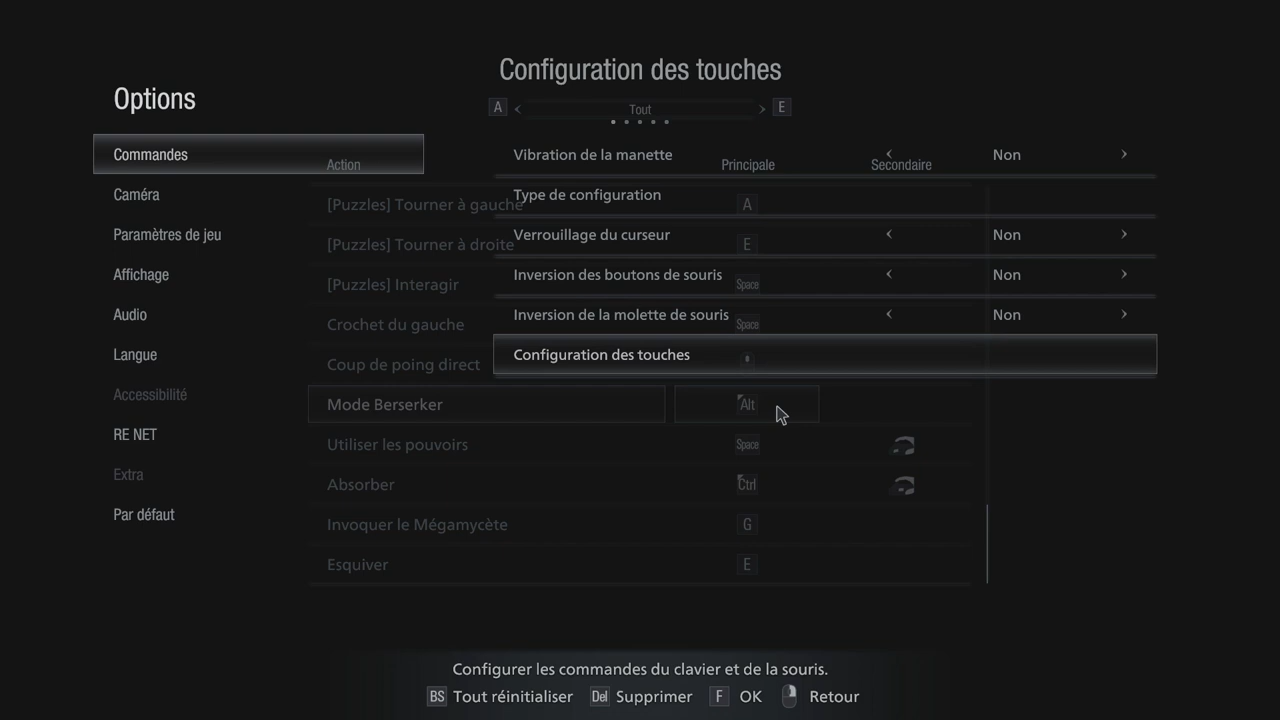 Configuration des touches
Options
A Tout E
Commandes
Action Principale Secondaire
Vibration de la manette Non
Caméra
[Puzzles] Tourner à gauche A
Type de configuration
Paramètres de jeu
[Puzzles] Tourner à droite E
Verrouillage du curseur Non
Affichage
[Puzzles] Interagir Space
Inversion des boutons de souris Non
Audio
Crochet du gauche Space
Inversion de la molette de souris Non
Langue
Coup de poing direct
Configuration des touches
Accessibilité
Mode Berserker Alt
RE NET
Utiliser les pouvoirs Space
Extra
Absorber Ctrl
Par défaut
Invoquer le Mégamycète G
Esquiver E
Configurer les commandes du clavier et de la souris.
BS Tout réinitialiser Del Supprimer F OK Retour